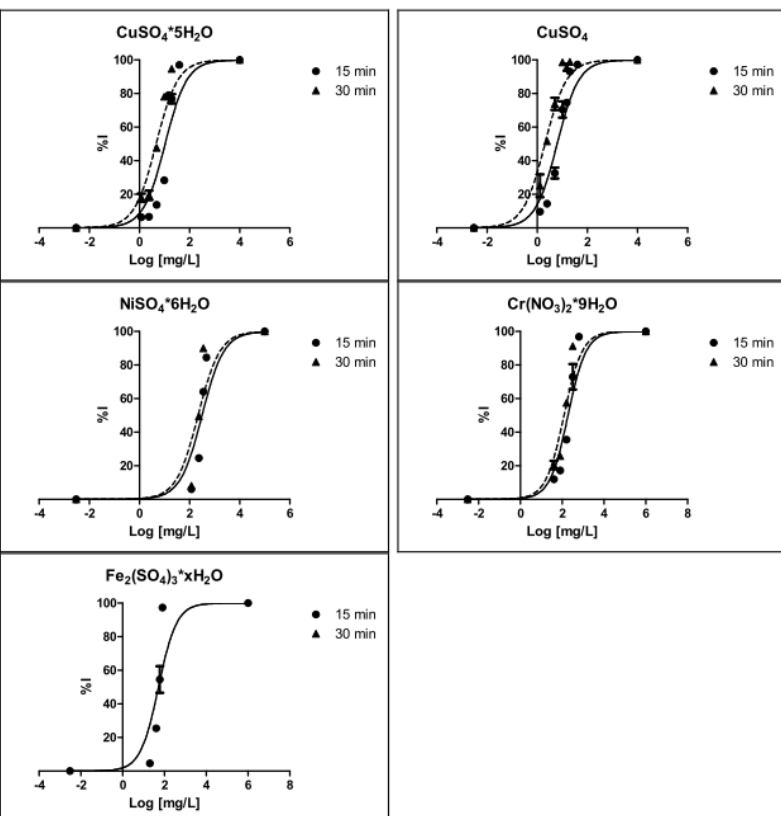 CuSO4*5H2O
100
80
60
40
20
%I
-4 -2 0 2 4 6
Log [mg/L]
15 min
30 min
CuSO4
100
80
60
40
20
%I
-4 -2 0 2 4 6
Log [mg/L]
15 min
30 min
NiSO4*6H2O
100
80
60
40
20
%I
-4 -2 0 2 4 6
Log [mg/L]
15 min
30 min
Cr(NO3)2*9H2O
100
80
60
40
20
%I
-4 -2 0 2 4 6 8
Log [mg/L]
15 min
30 min
Fe2(SO4)3*xH2O
100
80
60
40
20
%I
-4 -2 0 2 4 6 8
Log [mg/L]
15 min
30 min